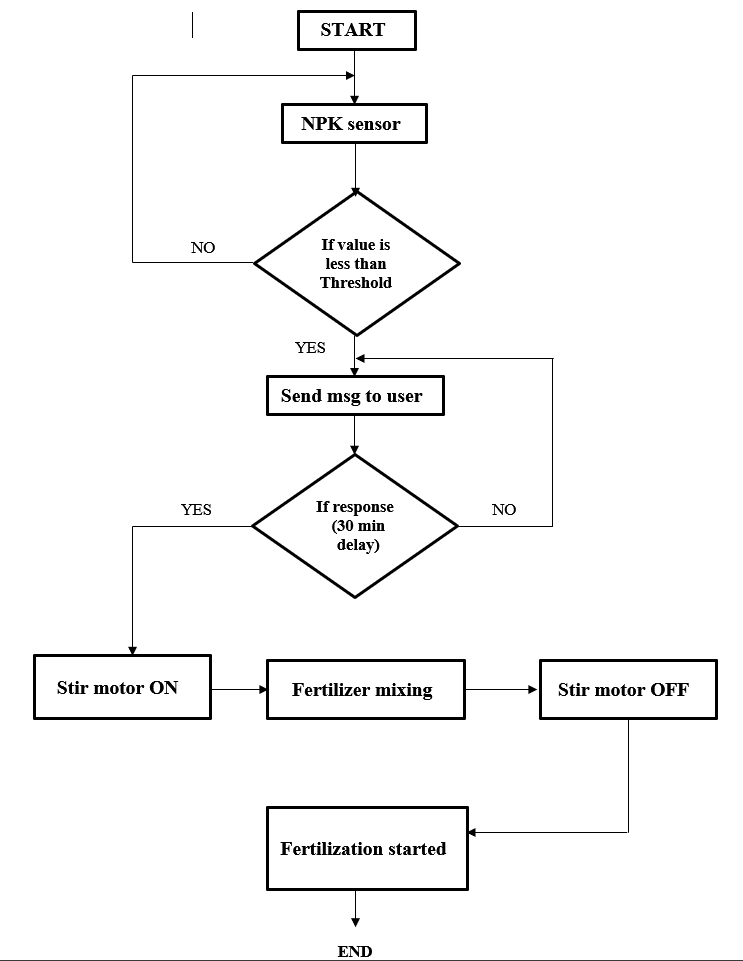 START
NPK sensor
If value is
less than
Threshold
NO
YES
Send msg to user
If response
(30 min
delay)
YES
NO
Stir motor ON
Fertilizer mixing
Stir motor OFF
Fertilization started
END